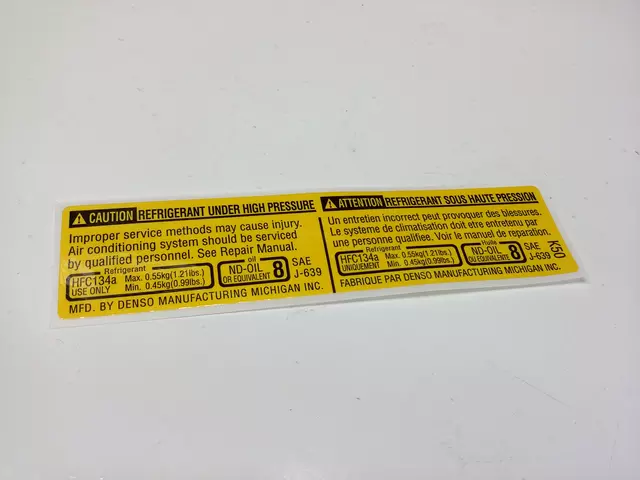 CAUTION REFRIGERANT UNDER HIGH PRESSURE
Improper service methods may cause injury.
Air conditioning system should be serviced
by qualified personnel. See Repair Manual.
Refrigerant
HFC134a Max. 0.55kg(1.21lbs.)
USE ONLY Min. 0.45kg(0.99lbs.)
oil
ND-OIL 8
OR EQUIVALENT
SAE
J-639
MFD. BY DENSO MANUFACTURING MICHIGAN INC.
ATTENTION REFRIGERANT SOUS HAUTE PRESSION
Un entretien incorrect peut provoquer des blessures.
Le systeme de climatisation doit etre entretenu par
une personne qualifiee. Voir le manuel de reparation.
Refrigerant
HFC134a Max. 0.55kg(1.21lbs.)
UNIQUEMENT Min. 0.45kg(0.99lbs.)
Huile
ND-OIL 8
OU EQUIVALENTE
SAE
J-639
FABRIQUE PAR DENSO MANUFACTURING MICHIGAN INC.
K50